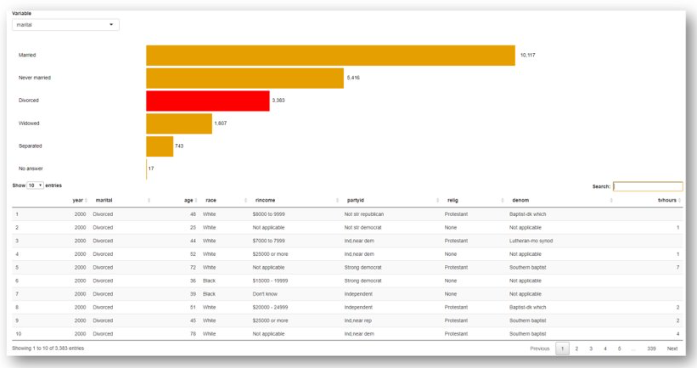 Variable
marital
Married 10,117
Never married 5,416
Divorced 3,383
Widowed 1,807
Separated 743
No answer 17
Show 10 entries Search:
year marital age race rincome partyid relig denom tvhours
1 2000 Divorced 48 White $8000 to 9999 Not str republican Protestant Baptist-dk which
2 2000 Divorced 25 White Not applicable Not str democrat None Not applicable 1
3 2000 Divorced 44 White $7000 to 7999 Ind,near dem Protestant Lutheran-mo synod
4 2000 Divorced 52 White $25000 or more Ind,near dem None Not applicable 1
5 2000 Divorced 72 White Not applicable Strong democrat Protestant Southern baptist 7
6 2000 Divorced 36 Black $10000 - 14999 Strong democrat None Not applicable
7 2000 Divorced 39 Black Don't know Independent None Not applicable
8 2000 Divorced 51 White $20000 - 24999 Independent Protestant Southern baptist 2
9 2000 Divorced 45 White $25000 or more Ind,near rep Protestant Southern baptist 2
10 2000 Divorced 78 White Not applicable Ind,near dem Protestant Southern baptist 4
Showing 1 to 10 of 3,383 entries Previous 1 2 3 4 5 ... 339 Next